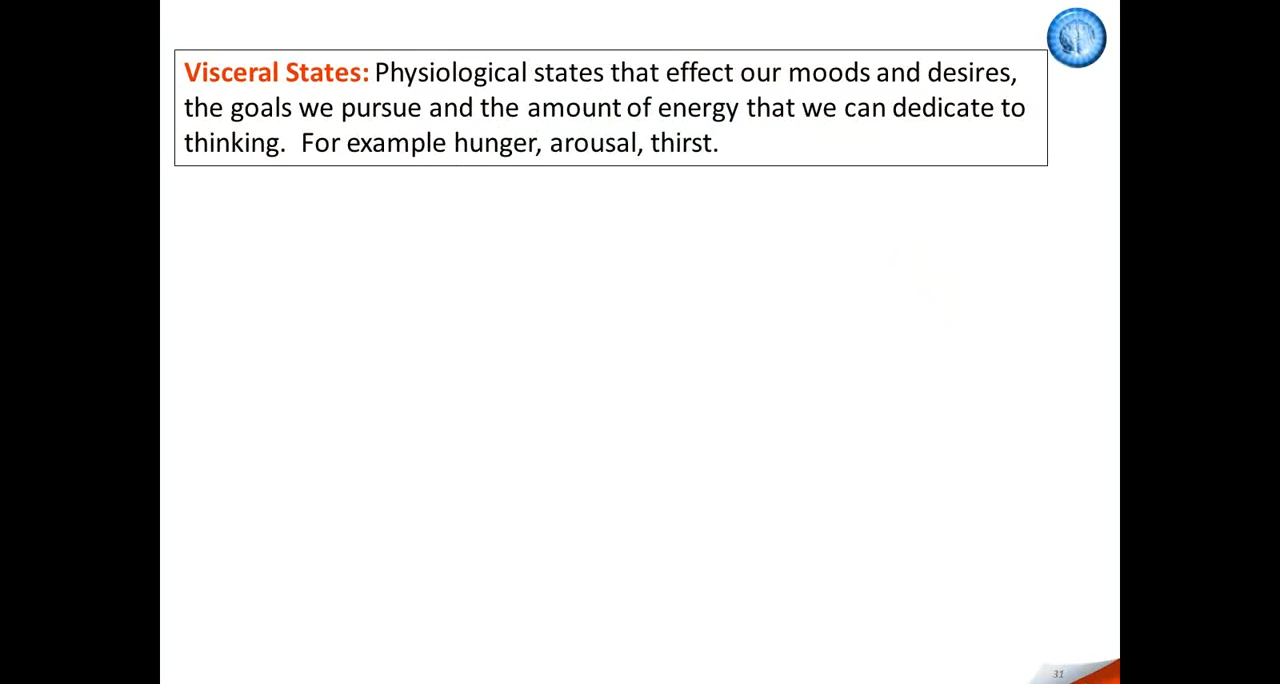 Visceral States: Physiological states that effect our moods and desires,
the goals we pursue and the amount of energy that we can dedicate to
thinking.  For example hunger, arousal, thirst.
31